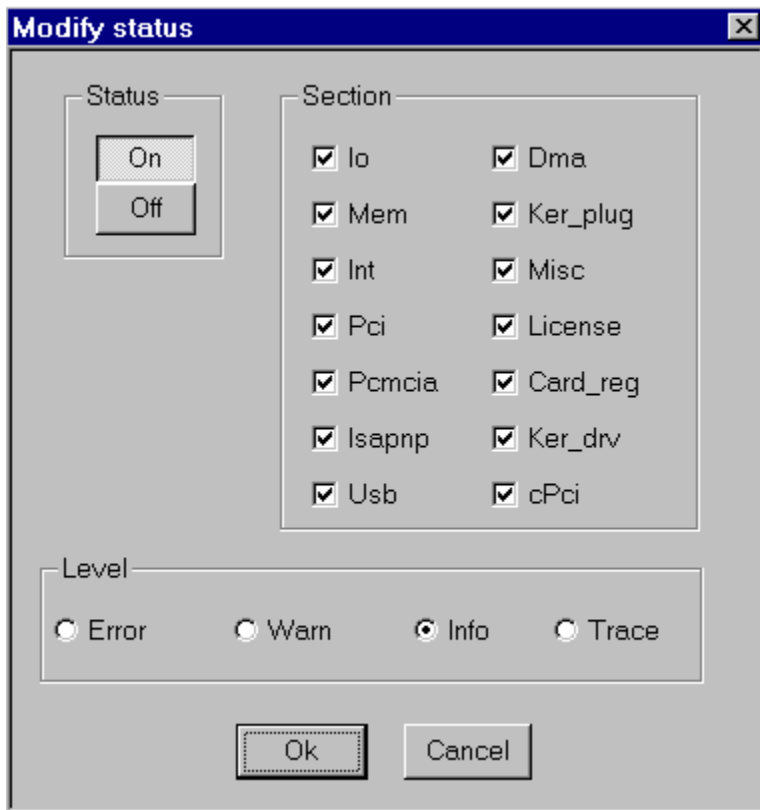 Modify status
Status
On
Off
Section
Io
Mem
Int
Pci
Pcmcia
Isapnp
Usb
Dma
Ker_plug
Misc
License
Card_reg
Ker_drv
cPci
Level
Error Warn Info Trace
Ok Cancel